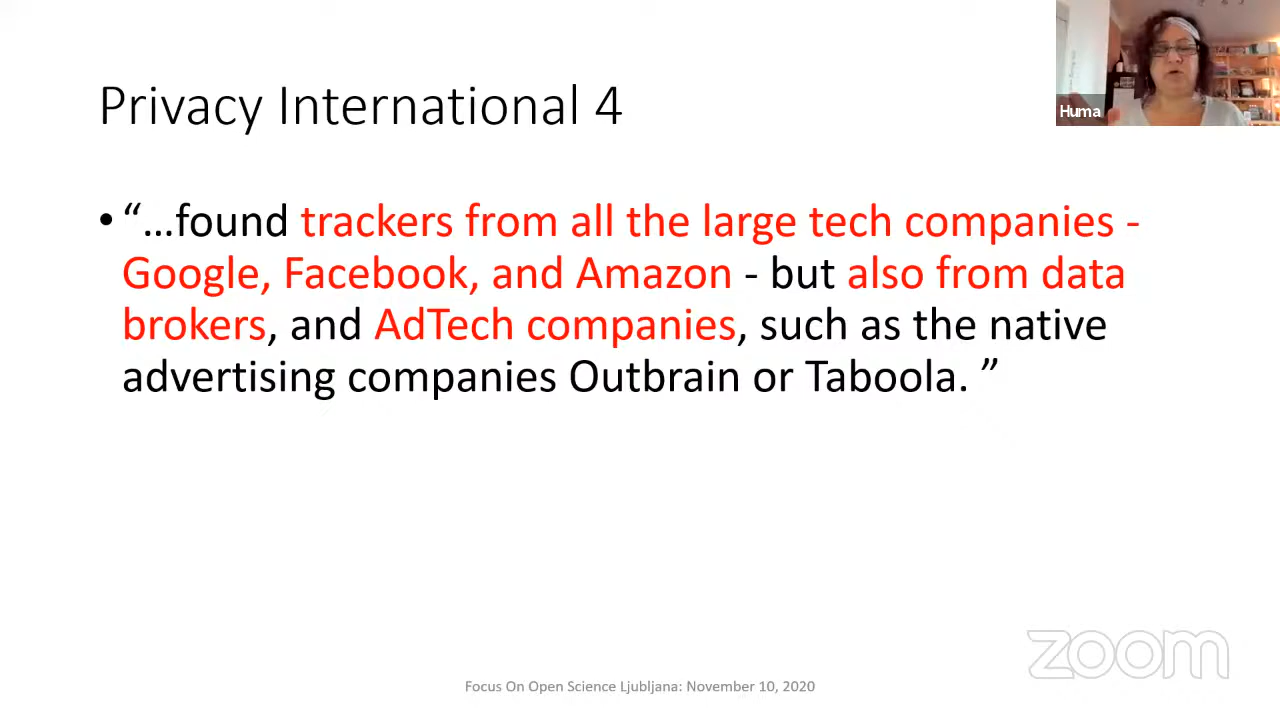 Privacy International 4
Huma
• “…found trackers from all the large tech companies -
Google, Facebook, and Amazon - but also from data
brokers, and AdTech companies, such as the native
advertising companies Outbrain or Taboola. ”
zoom
Focus On Open Science Ljubljana: November 10, 2020